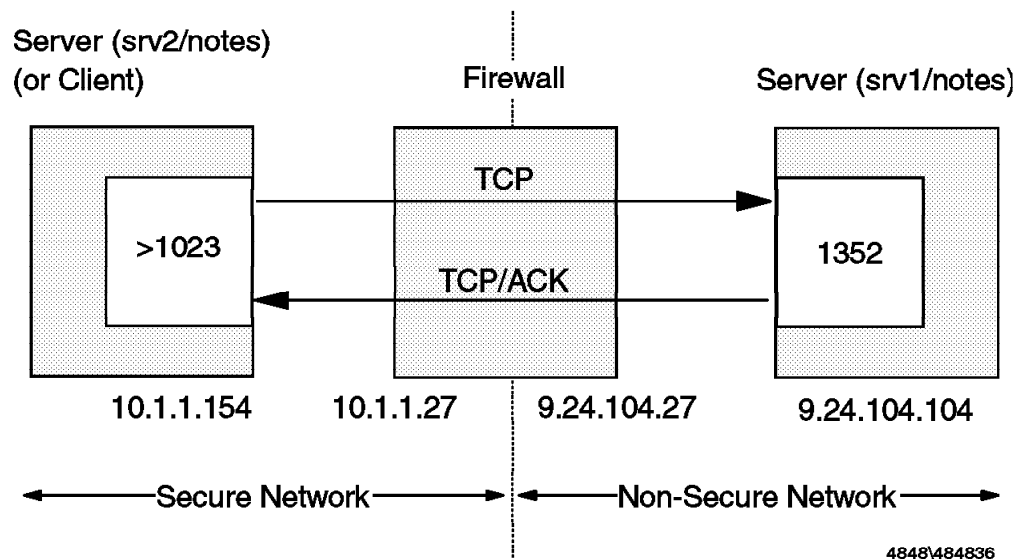 Server (srv2/notes)
(or Client)
Firewall
Server (srv1/notes)
TCP
>1023
1352
TCP/ACK
10.1.1.154
10.1.1.27
9.24.104.27
9.24.104.104
Secure Network
Non-Secure Network
4848\484836